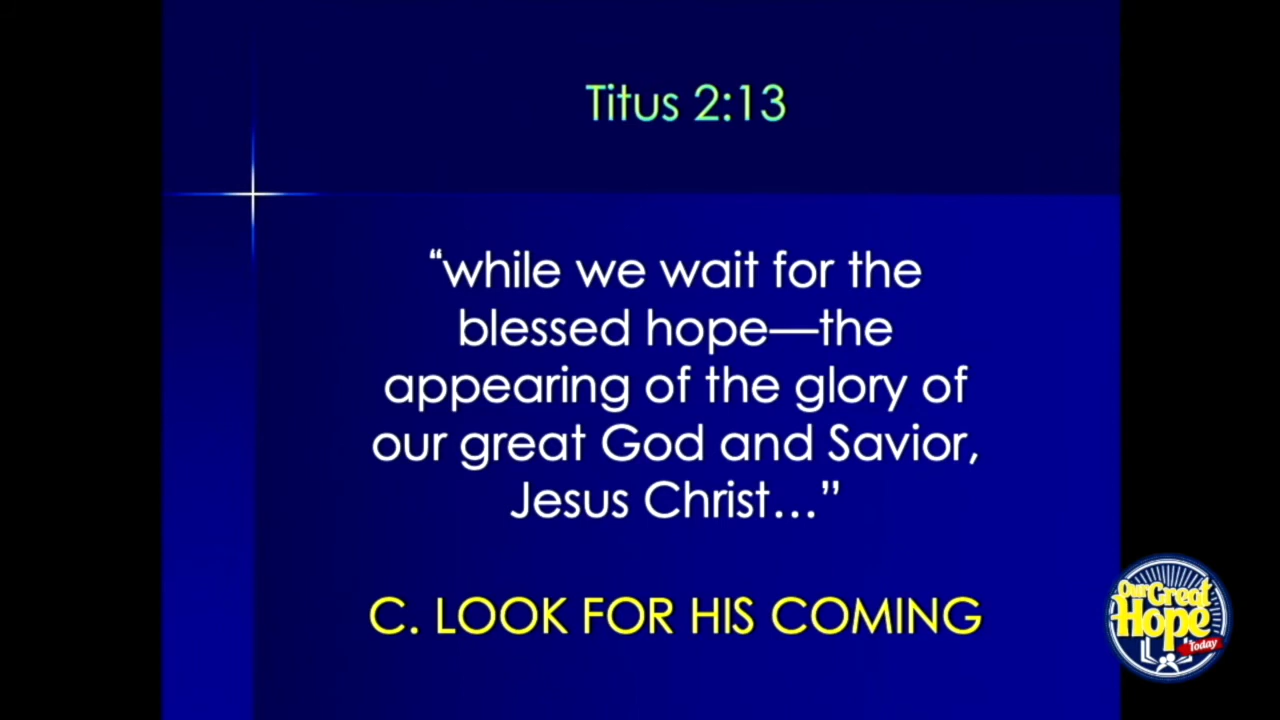 Titus 2:13
“while we wait for the
blessed hope—the
appearing of the glory of
our great God and Savior,
Jesus Christ…”
C. LOOK FOR HIS COMING
Our Great
Hope
Today